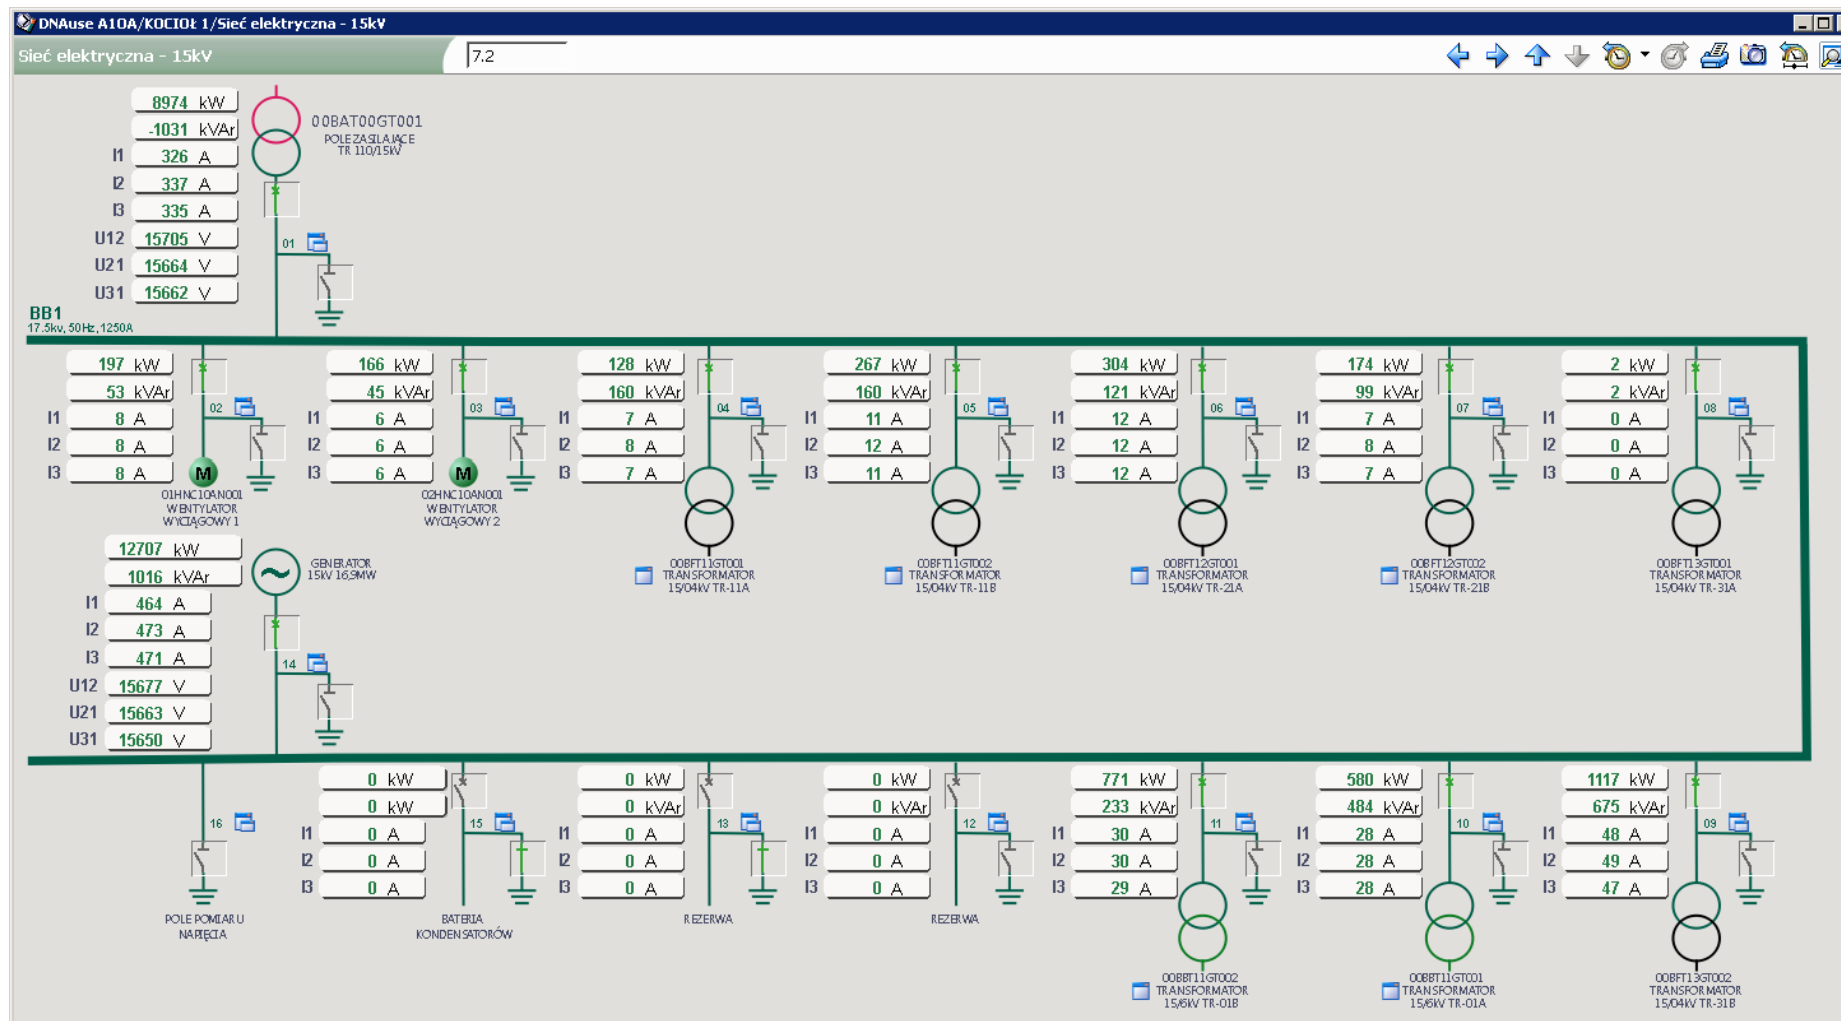 DNAuse A10A/KOCIOŁ 1/Sieć elektryczna - 15kV
Sieć elektryczna - 15kV
7.2
8974 kW
-1031 kVAr
I1 326 A
I2 337 A
I3 335 A
U12 15705 V
U21 15664 V
U31 15662 V
00BAT00GT001
POLE ZASILAJĄCE
TR 110/15kV
01
BB1
17.5kv, 50Hz, 1250A
197 kW
53 kVAr
I1 8 A
I2 8 A
I3 8 A
02
M
01HNC10AN001
WENTYLATOR
WYCIĄGOWY 1
166 kW
45 kVAr
I1 6 A
I2 6 A
I3 6 A
03
M
02HNC10AN001
WENTYLATOR
WYCIĄGOWY 2
128 kW
160 kVAr
I1 7 A
I2 8 A
I3 7 A
04
00BFT11GT001
TRANSFORMATOR
15/04kV TR-11A
267 kW
160 kVAr
I1 11 A
I2 12 A
I3 11 A
05
00BFT11GT002
TRANSFORMATOR
15/04kV TR-11B
304 kW
121 kVAr
I1 12 A
I2 12 A
I3 12 A
06
00BFT12GT001
TRANSFORMATOR
15/04kV TR-21A
174 kW
99 kVAr
I1 7 A
I2 8 A
I3 7 A
07
00BFT12GT002
TRANSFORMATOR
15/04kV TR-21B
2 kW
2 kVAr
I1 0 A
I2 0 A
I3 0 A
08
00BFT13GT001
TRANSFORMATOR
15/04kV TR-31A
12707 kW
1016 kVAr
I1 464 A
I2 473 A
I3 471 A
U12 15677 V
U21 15663 V
U31 15650 V
GENERATOR
15kV 16,9MW
14
16
POLE POMIARU
NAPIĘCIA
0 kW
0 kW
I1 0 A
I2 0 A
I3 0 A
15
BATERIA
KONDENSATORÓW
0 kW
0 kVAr
I1 0 A
I2 0 A
I3 0 A
13
REZERWA
0 kW
0 kVAr
I1 0 A
I2 0 A
I3 0 A
12
REZERWA
771 kW
233 kVAr
I1 30 A
I2 30 A
I3 29 A
11
00BBT11GT002
TRANSFORMATOR
15/6kV TR-01B
580 kW
484 kVAr
I1 28 A
I2 28 A
I3 28 A
10
00BBT11GT001
TRANSFORMATOR
15/6kV TR-01A
1117 kW
675 kVAr
I1 48 A
I2 49 A
I3 47 A
09
00BFT13GT002
TRANSFORMATOR
15/04kV TR-31B